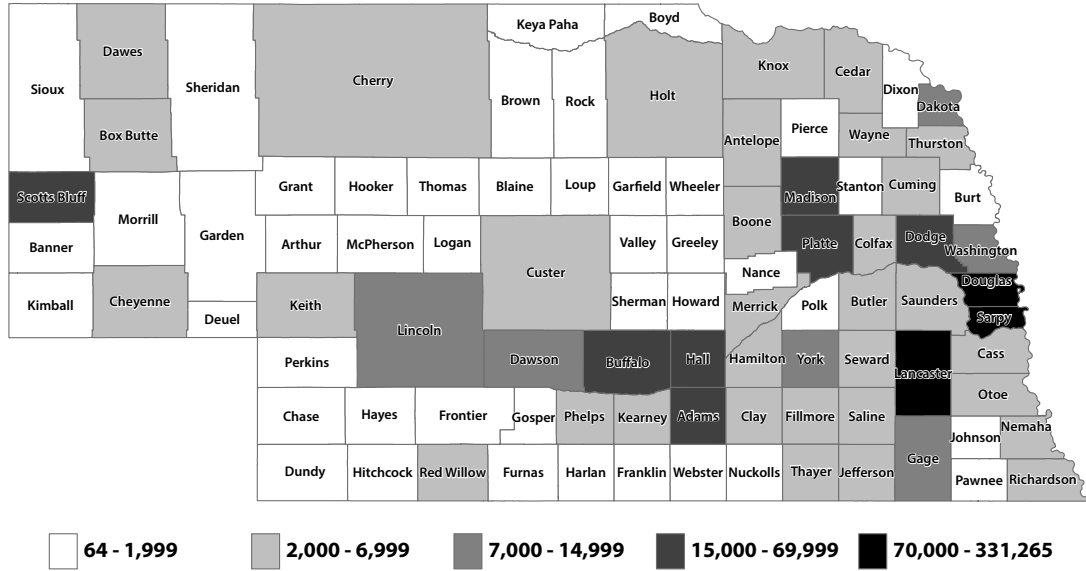 Keya Paha
Boyd
Dawes
Cherry
Knox
Cedar
Sioux
Sheridan
Brown
Rock
Holt
Dixon
Dakota
Box Butte
Antelope
Pierce
Wayne
Thurston
Scotts Bluff
Grant
Hooker
Thomas
Blaine
Loup
Garfield
Wheeler
Madison
Stanton
Cuming
Burt
Morrill
Garden
Banner
Arthur
McPherson
Logan
Custer
Valley
Greeley
Boone
Platte
Colfax
Dodge
Washington
Nance
Douglas
Kimball
Cheyenne
Deuel
Keith
Lincoln
Sherman
Howard
Merrick
Polk
Butler
Saunders
Sarpy
Perkins
Dawson
Buffalo
Hall
Hamilton
York
Seward
Lancaster
Cass
Otoe
Chase
Hayes
Frontier
Gosper
Phelps
Kearney
Adams
Clay
Fillmore
Saline
Johnson
Nemaha
Gage
Dundy
Hitchcock
Red Willow
Furnas
Harlan
Franklin
Webster
Nuckolls
Thayer
Jefferson
Pawnee
Richardson
64 - 1,999
2,000 - 6,999
7,000 - 14,999
15,000 - 69,999
70,000 - 331,265